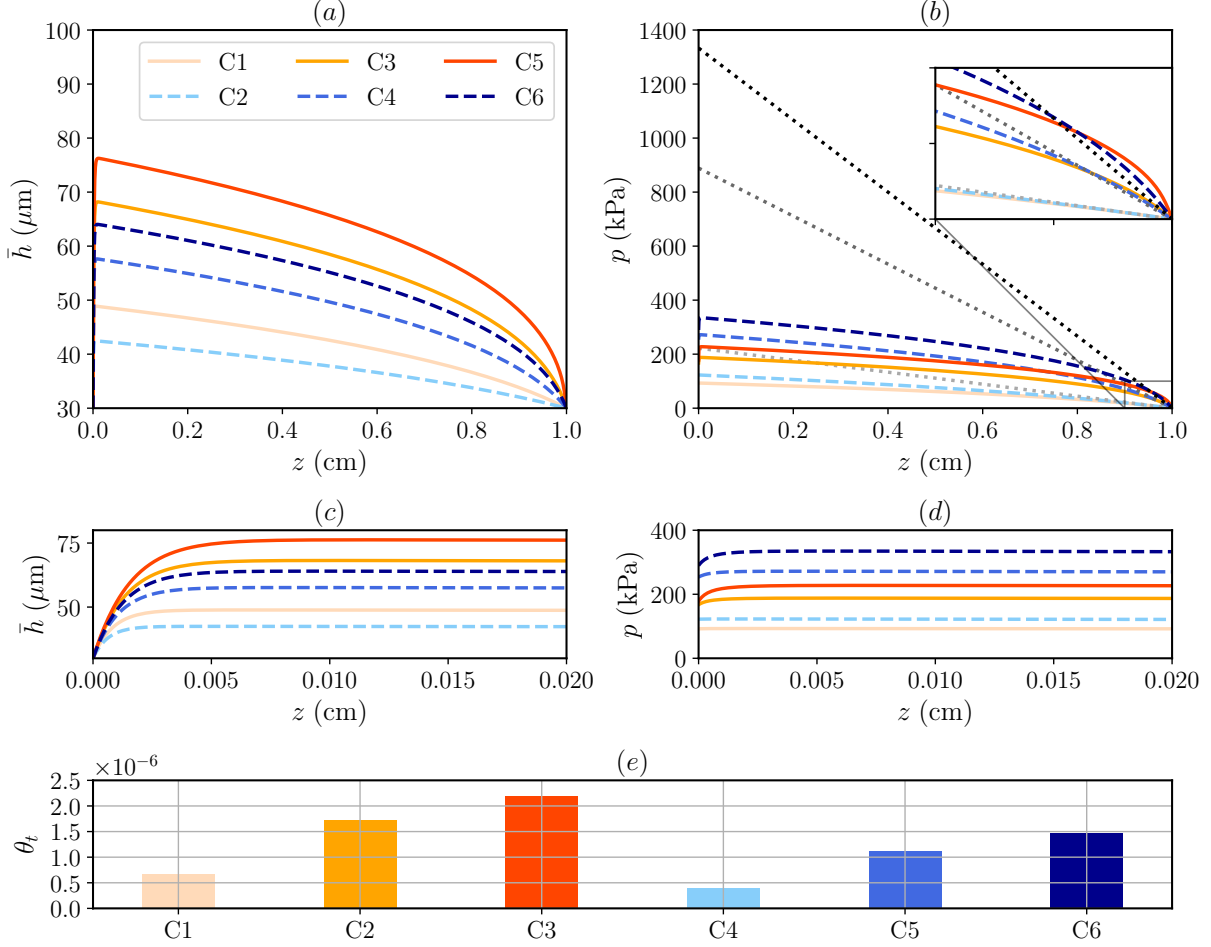 (a)
100
90
80
70
60
50
40
30
h̄ (μm)
C1 C3 C5
C2 C4 C6
0.0 0.2 0.4 0.6 0.8 1.0
z (cm)
(b)
1400
1200
1000
800
600
400
200
0
p (kPa)
0.0 0.2 0.4 0.6 0.8 1.0
z (cm)
(c)
75
50
h̄ (μm)
0.000 0.005 0.010 0.015 0.020
z (cm)
(d)
400
200
0
p (kPa)
0.000 0.005 0.010 0.015 0.020
z (cm)
(e)
×10⁻⁶
2.5
2.0
1.5
1.0
0.5
0.0
θₜ
C1 C2 C3 C4 C5 C6